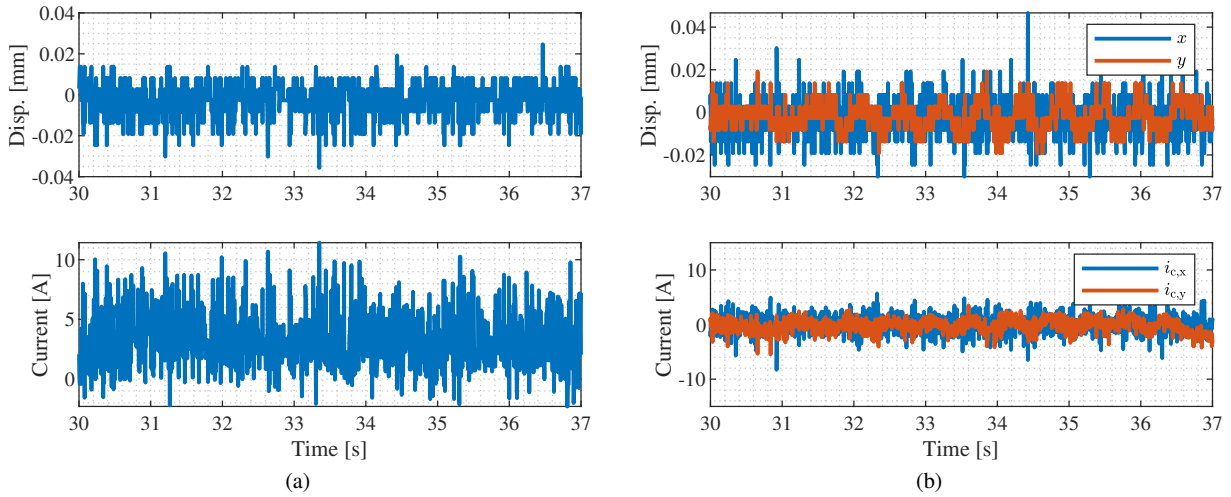 0.04
0.02
0
-0.02
-0.04
Disp. [mm]
30 31 32 33 34 35 36 37
10
5
0
Current [A]
30 31 32 33 34 35 36 37
Time [s]
(a)
0.04
0.02
0
-0.02
Disp. [mm]
x
y
30 31 32 33 34 35 36 37
10
0
-10
Current [A]
i_{c,x}
i_{c,y}
30 31 32 33 34 35 36 37
Time [s]
(b)